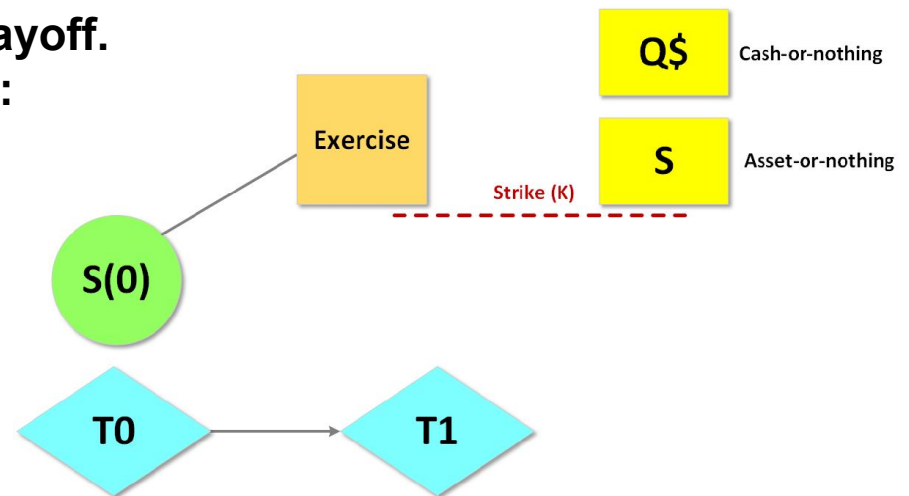 ayoff.
:
Q$
Cash-or-nothing
Exercise
S
Asset-or-nothing
Strike (K)
S(0)
T0
T1